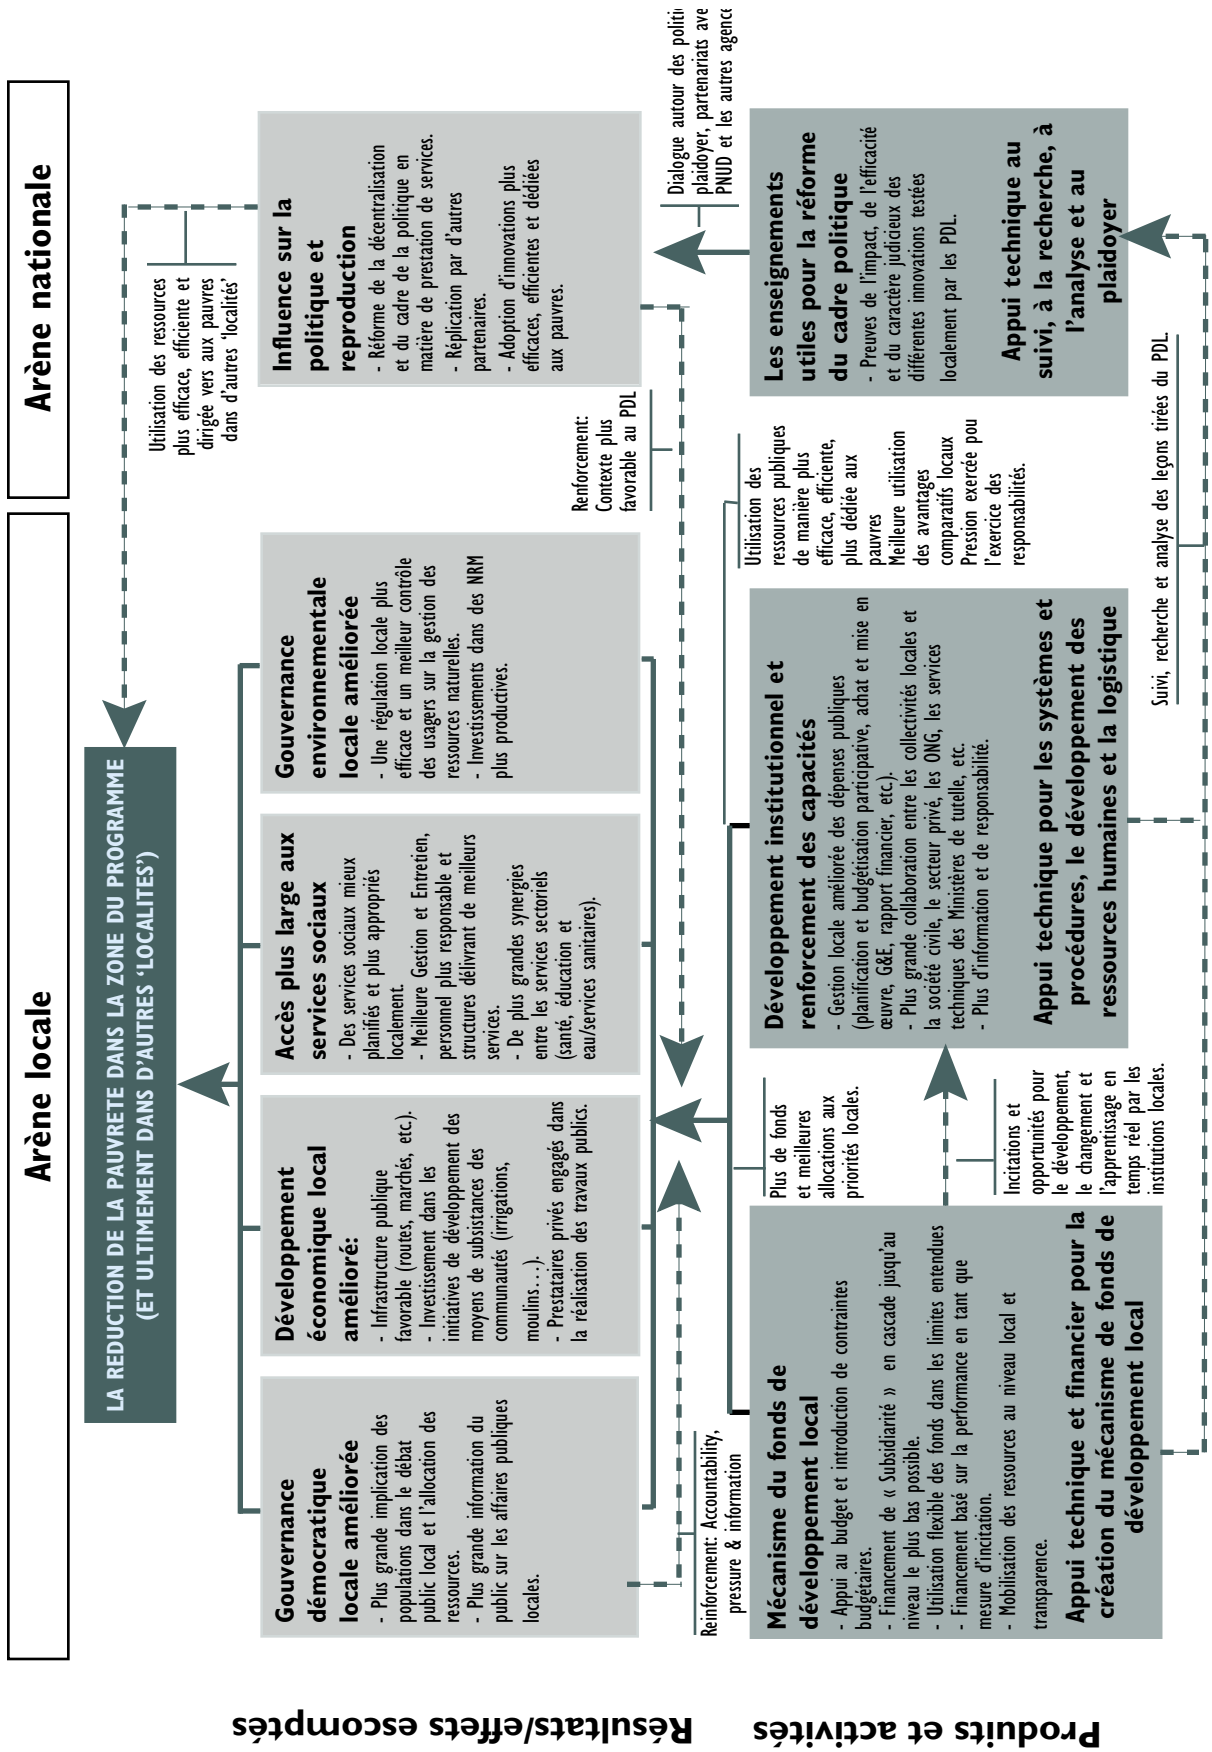 Arène locale
Arène nationale
LA REDUCTION DE LA PAUVRETE DANS LA ZONE DU PROGRAMME
(ET ULTIMEMENT DANS D'AUTRES ‘LOCALITES’)
Utilisation des ressources
plus efficace, efficiente et
dirigée vers aux pauvres
dans d'autres ‘localités’
Résultats/effets escomptés
Gouvernance
démocratique
locale améliorée
- Plus grande implication des
populations dans le débat
public local et l'allocation des
ressources.
- Plus grande information du
public sur les affaires publiques
locales.
Développement
économique local
amélioré:
- Infrastructure publique
favorable (routes, marchés, etc.).
- Investissement dans les
initiatives de développement des
moyens de subsistances des
communautés (irrigations,
moulins…).
- Prestataires privés engagés dans
la réalisation des travaux publics.
Accès plus large aux
services sociaux
- Des services sociaux mieux
planifiés et plus appropriés
localement.
- Meilleure Gestion et Entretien,
personnel plus responsable et
structures délivrant de meilleurs
services.
- De plus grandes synergies
entre les services sectoriels
(santé, éducation et
eau/services sanitaires).
Gouvernance
environnementale
locale améliorée
- Une régulation locale plus
efficace et un meilleur contrôle
des usagers sur la gestion des
ressources naturelles.
- Investissements dans des NRM
plus productives.
Influence sur la
politique et
reproduction
- Réforme de la décentralisation
et du cadre de la politique en
matière de prestation de services.
- Réplication par d'autres
partenaires.
- Adoption d'innovations plus
efficaces, efficientes et dédiées
aux pauvres.
Renforcement:
Contexte plus
favorable au PDL
Reinforcement: Accountability,
pressure & information
Plus de fonds
et meilleures
allocations aux
priorités locales.
Utilisation des
ressources publiques
de manière plus
efficace, efficiente,
plus dédiée aux
pauvres
Meilleure utilisation
des avantages
comparatifs locaux
Pression exercée pou
l'exercice des
responsabilités.
Dialogue autour des politi
plaidoyer, partenariats ave
PNUD et les autres agence
Produits et activités
Mécanisme du fonds de
développement local
- Appui au budget et introduction de contraintes
budgétaires.
- Financement de « Subsidiarité » en cascade jusqu'au
niveau le plus bas possible.
- Utilisation flexible des fonds dans les limites entendues
- Financement basé sur la performance en tant que
mesure d'incitation.
- Mobilisation des ressources au niveau local et
transparence.
Appui technique et financier pour la
création du mécanisme de fonds de
développement local
Incitations et
opportunités pour
le développement,
le changement et
l'apprentissage en
temps réel par les
institutions locales.
Développement institutionnel et
renforcement des capacités
- Gestion locale améliorée des dépenses publiques
(planification et budgétisation participative, achat et mise en
œuvre, G&E, rapport financier, etc.).
- Plus grande collaboration entre les collectivités locales et
la société civile, le secteur privé, les ONG, les services
techniques des Ministères de tutelle, etc.
- Plus d'information et de responsabilité.
Appui technique pour les systèmes et
procédures, le développement des
ressources humaines et la logistique
Les enseignements
utiles pour la réforme
du cadre politique
- Preuves de l'impact, de l'efficacité
et du caractère judicieux des
différentes innovations testées
localement par les PDL.
Appui technique au
suivi, à la recherche, à
l'analyse et au
plaidoyer
Suivi, recherche et analyse des leçons tirées du PDL.